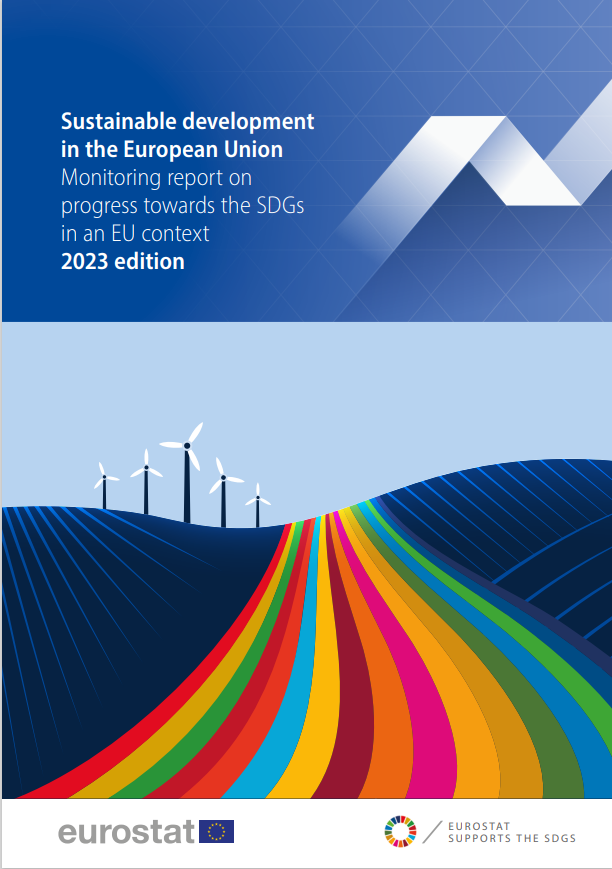 Sustainable development
in the European Union
Monitoring report on
progress towards the SDGs
in an EU context
2023 edition
eurostat
EUROSTAT
SUPPORTS THE SDGS